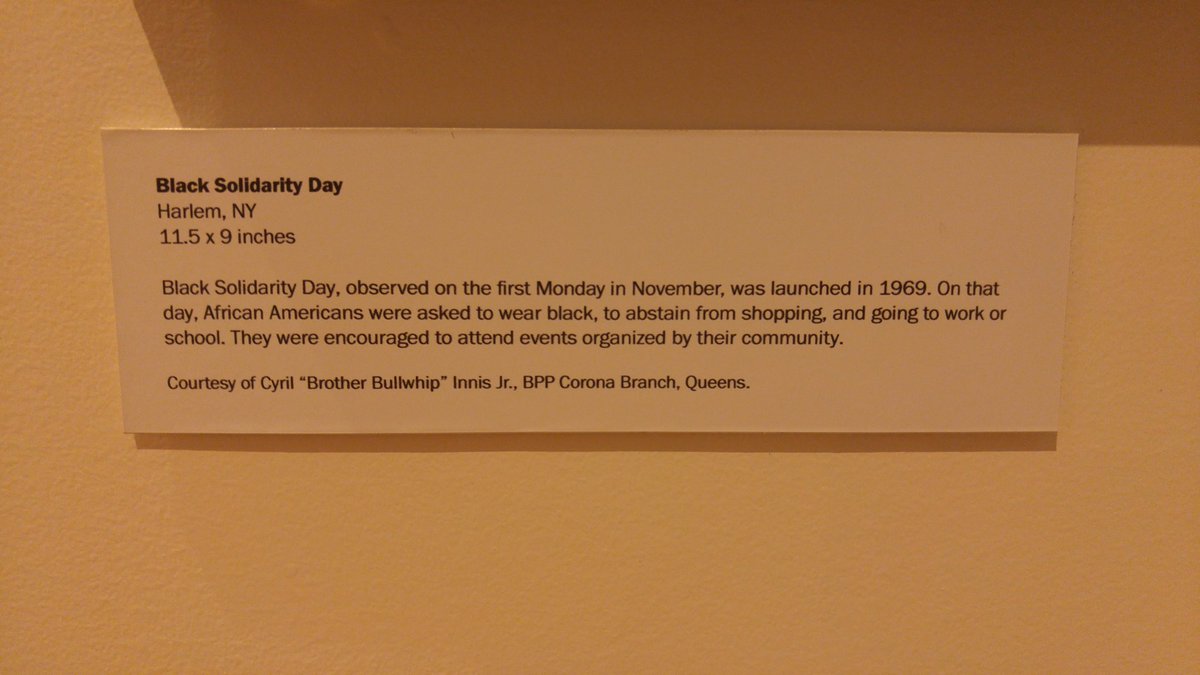 Black Solidarity Day
Harlem, NY
11.5 x 9 inches
Black Solidarity Day, observed on the first Monday in November, was launched in 1969. On that
day, African Americans were asked to wear black, to abstain from shopping, and going to work or
school. They were encouraged to attend events organized by their community.
Courtesy of Cyril “Brother Bullwhip” Innis Jr., BPP Corona Branch, Queens.